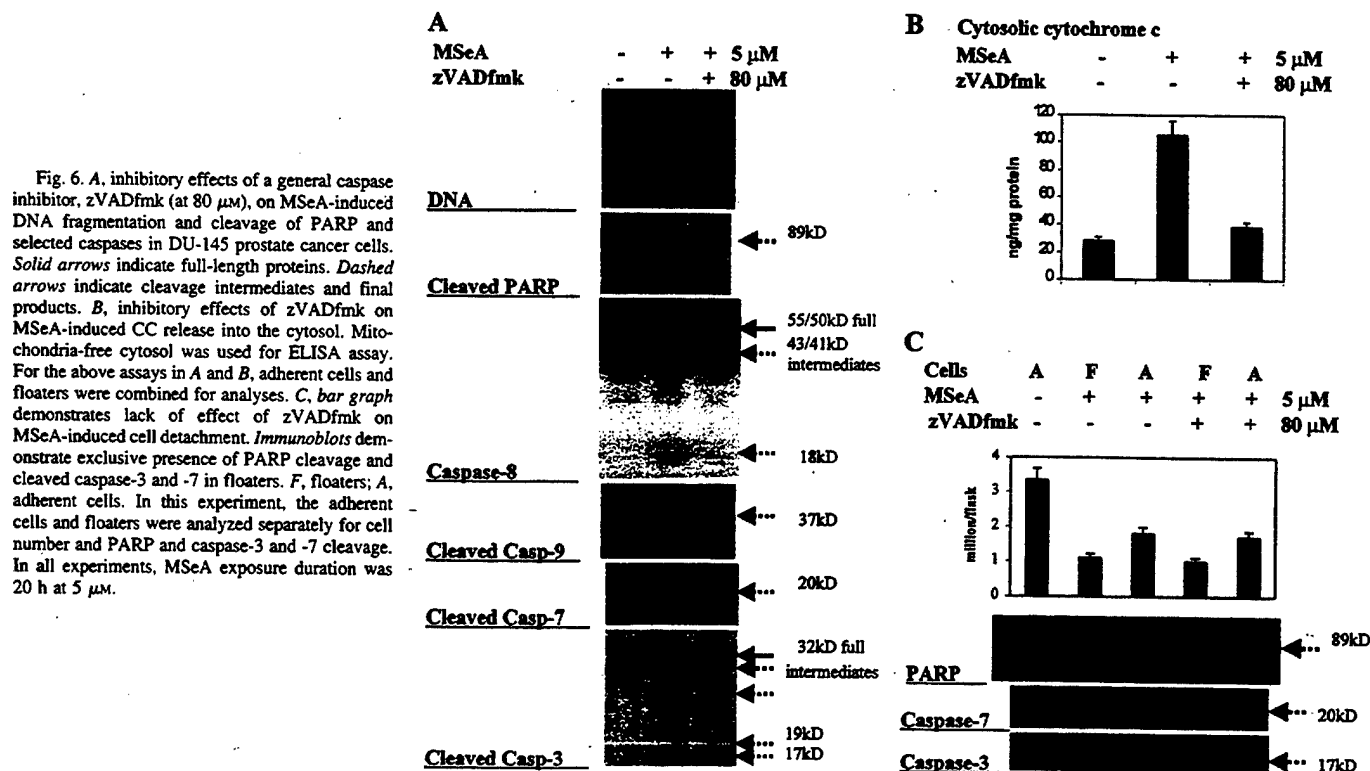 Fig. 6. A, inhibitory effects of a general caspase
inhibitor, zVADfmk (at 80 μM), on MSeA-induced
DNA fragmentation and cleavage of PARP and
selected caspases in DU-145 prostate cancer cells.
Solid arrows indicate full-length proteins. Dashed
arrows indicate cleavage intermediates and final
products. B, inhibitory effects of zVADfmk on
MSeA-induced CC release into the cytosol. Mito-
chondria-free cytosol was used for ELISA assay.
For the above assays in A and B, adherent cells and
floaters were combined for analyses. C, bar graph
demonstrates lack of effect of zVADfmk on
MSeA-induced cell detachment. Immunoblots dem-
onstrate exclusive presence of PARP cleavage and
cleaved caspase-3 and -7 in floaters. F, floaters; A,
adherent cells. In this experiment, the adherent
cells and floaters were analyzed separately for cell
number and PARP and caspase-3 and -7 cleavage.
In all experiments, MSeA exposure duration was
20 h at 5 μM.
A
MSeA - + + 5 μM
zVADfmk - - + 80 μM
DNA
89kD
Cleaved PARP
55/50kD full
43/41kD
intermediates
18kD
Caspase-8
37kD
Cleaved Casp-9
20kD
Cleaved Casp-7
32kD full
intermediates
19kD
17kD
Cleaved Casp-3
B Cytosolic cytochrome c
MSeA - + + 5 μM
zVADfmk - - + 80 μM
ng/mg protein
120
100
80
60
40
20
0
C
Cells A F A F A
MSeA - + + + + 5 μM
zVADfmk - - - + + 80 μM
million/flask
4
3
2
1
0
89kD
PARP
Caspase-7 20kD
Caspase-3 17kD